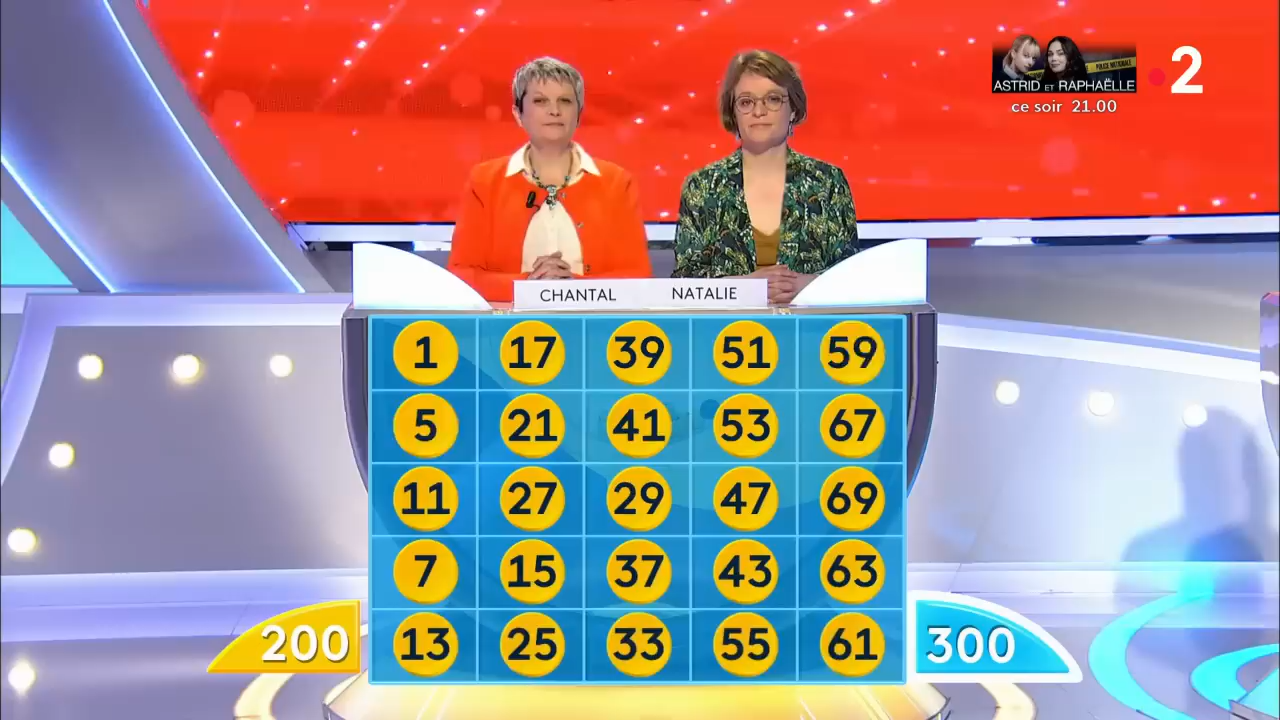 POLICE NATIONALE
ASTRID ET RAPHAËLLE
ce soir 21.00
2
CHANTAL NATALIE
1 17 39 51 59
5 21 41 53 67
11 27 29 47 69
7 15 37 43 63
13 25 33 55 61
200 300